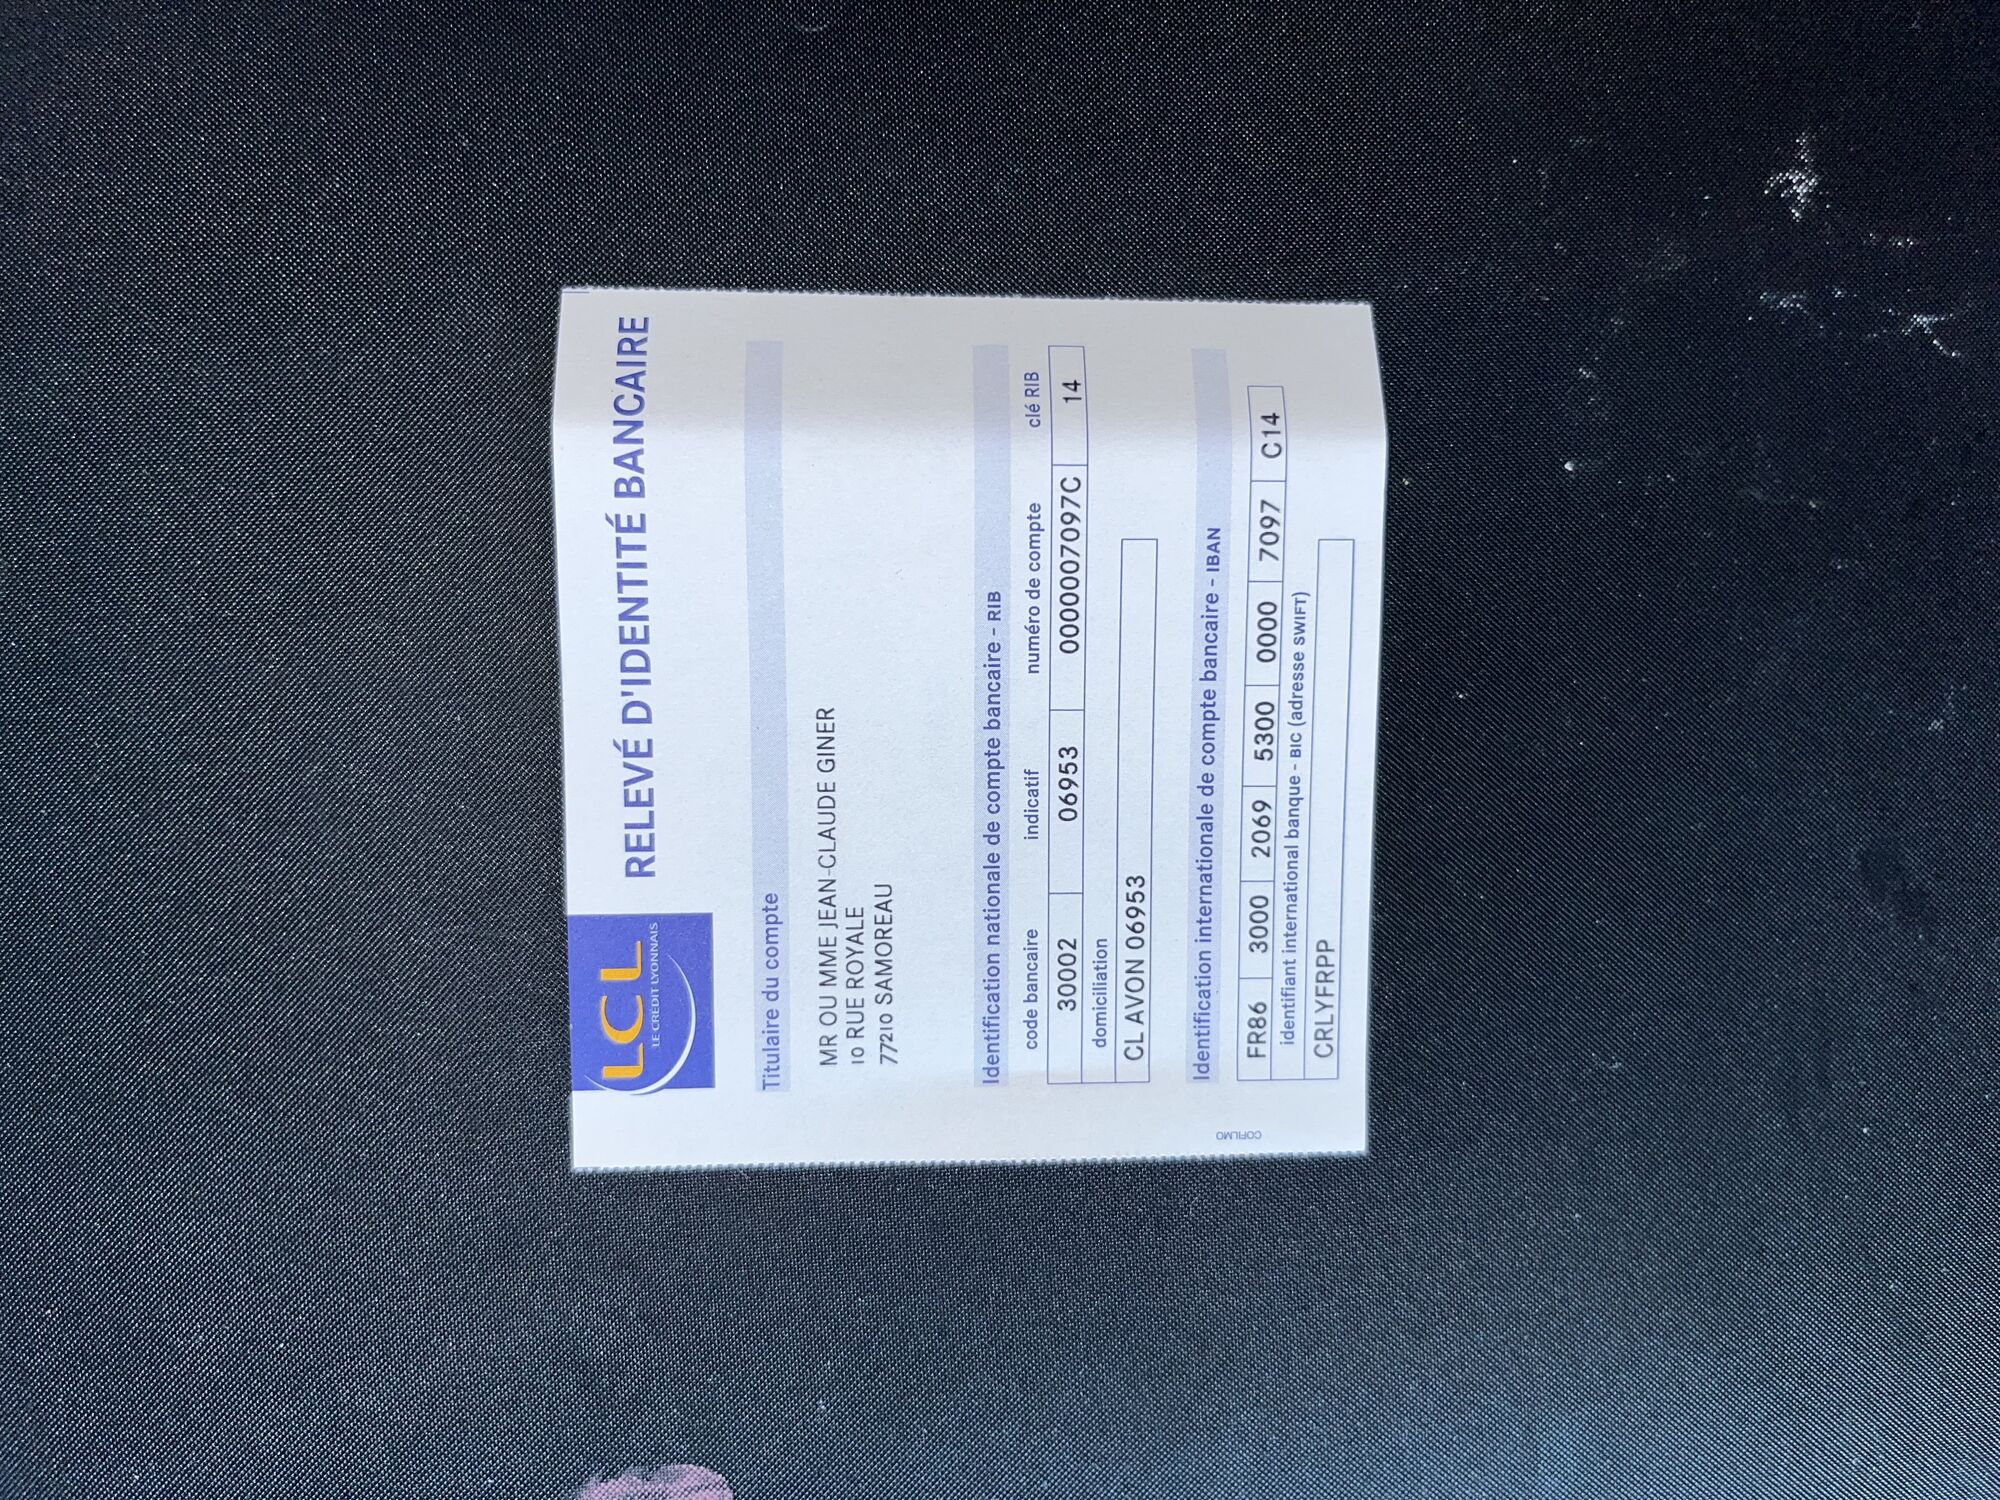 LCL
LE CRÉDIT LYONNAIS
RELEVÉ D'IDENTITÉ BANCAIRE
Titulaire du compte
MR OU MME JEAN-CLAUDE GINER
10 RUE ROYALE
77210 SAMOREAU
Identification nationale de compte bancaire - RIB
code bancaire indicatif numéro de compte clé RIB
30002 06953 0000007097C 14
domiciliation
CL AVON 06953
Identification internationale de compte bancaire - IBAN
FR86 3000 2069 5300 0000 7097 C14
identifiant international banque - BIC (adresse SWIFT)
CRLYFRPP
COFILMO